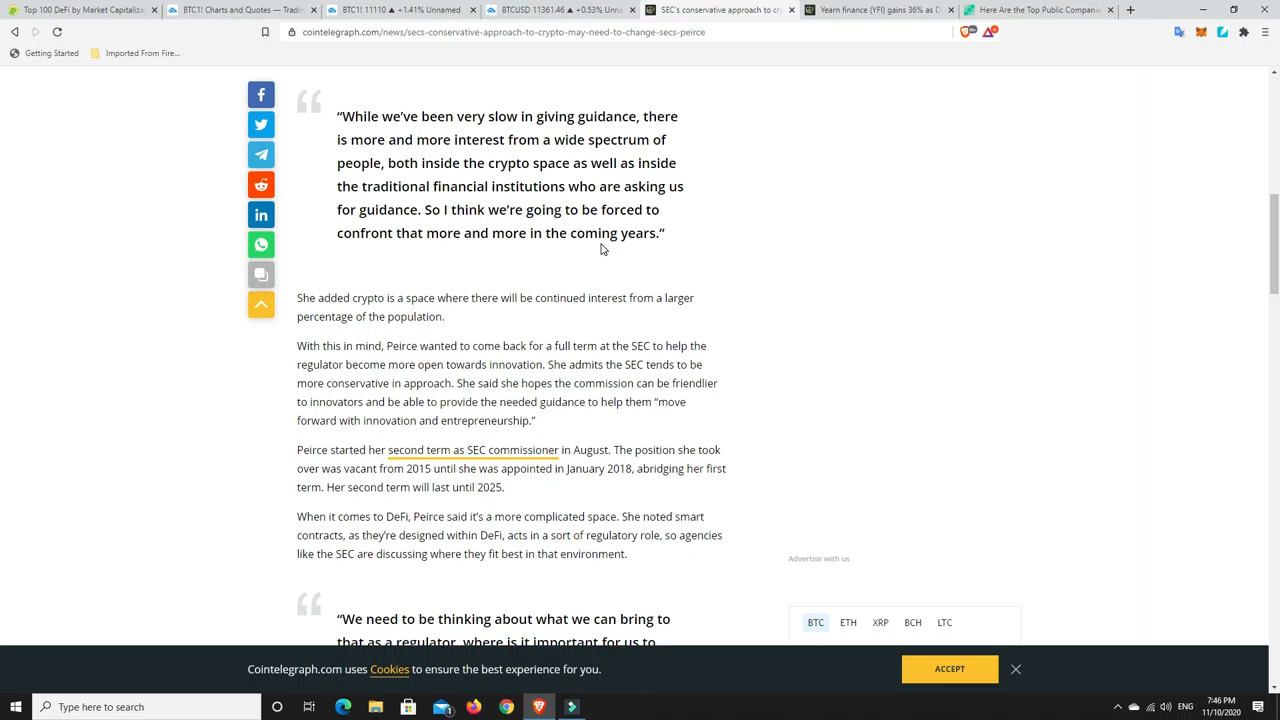 Top 100 DeFi by Market Capitaliza
BTC1! Charts and Quotes — Tradin
BTC1! 11110 ▲ +1.41% Unnamed
BTCUSD 11361.46 ▲ +0.53% Unna
SEC's conservative approach to cry
Yearn finance (YFI) gains 36% as D
Here Are the Top Public Companie
cointelegraph.com/news/secs-conservative-approach-to-crypto-may-need-to-change-secs-peirce
Getting Started
Imported From Fire...
“While we’ve been very slow in giving guidance, there
is more and more interest from a wide spectrum of
people, both inside the crypto space as well as inside
the traditional financial institutions who are asking us
for guidance. So I think we’re going to be forced to
confront that more and more in the coming years.”
She added crypto is a space where there will be continued interest from a larger
percentage of the population.
With this in mind, Peirce wanted to come back for a full term at the SEC to help the
regulator become more open towards innovation. She admits the SEC tends to be
more conservative in approach. She said she hopes the commission can be friendlier
to innovators and be able to provide the needed guidance to help them “move
forward with innovation and entrepreneurship.”
Peirce started her second term as SEC commissioner in August. The position she took
over was vacant from 2015 until she was appointed in January 2018, abridging her first
term. Her second term will last until 2025.
When it comes to DeFi, Peirce said it’s a more complicated space. She noted smart
contracts, as they’re designed within DeFi, acts in a sort of regulatory role, so agencies
like the SEC are discussing where they fit best in that environment.
“We need to be thinking about what we can bring to
that as a regulator, where is it important for us to
Advertise with us
BTC ETH XRP BCH LTC
Cointelegraph.com uses Cookies to ensure the best experience for you.
ACCEPT
Type here to search
ENG
7:46 PM
11/10/2020